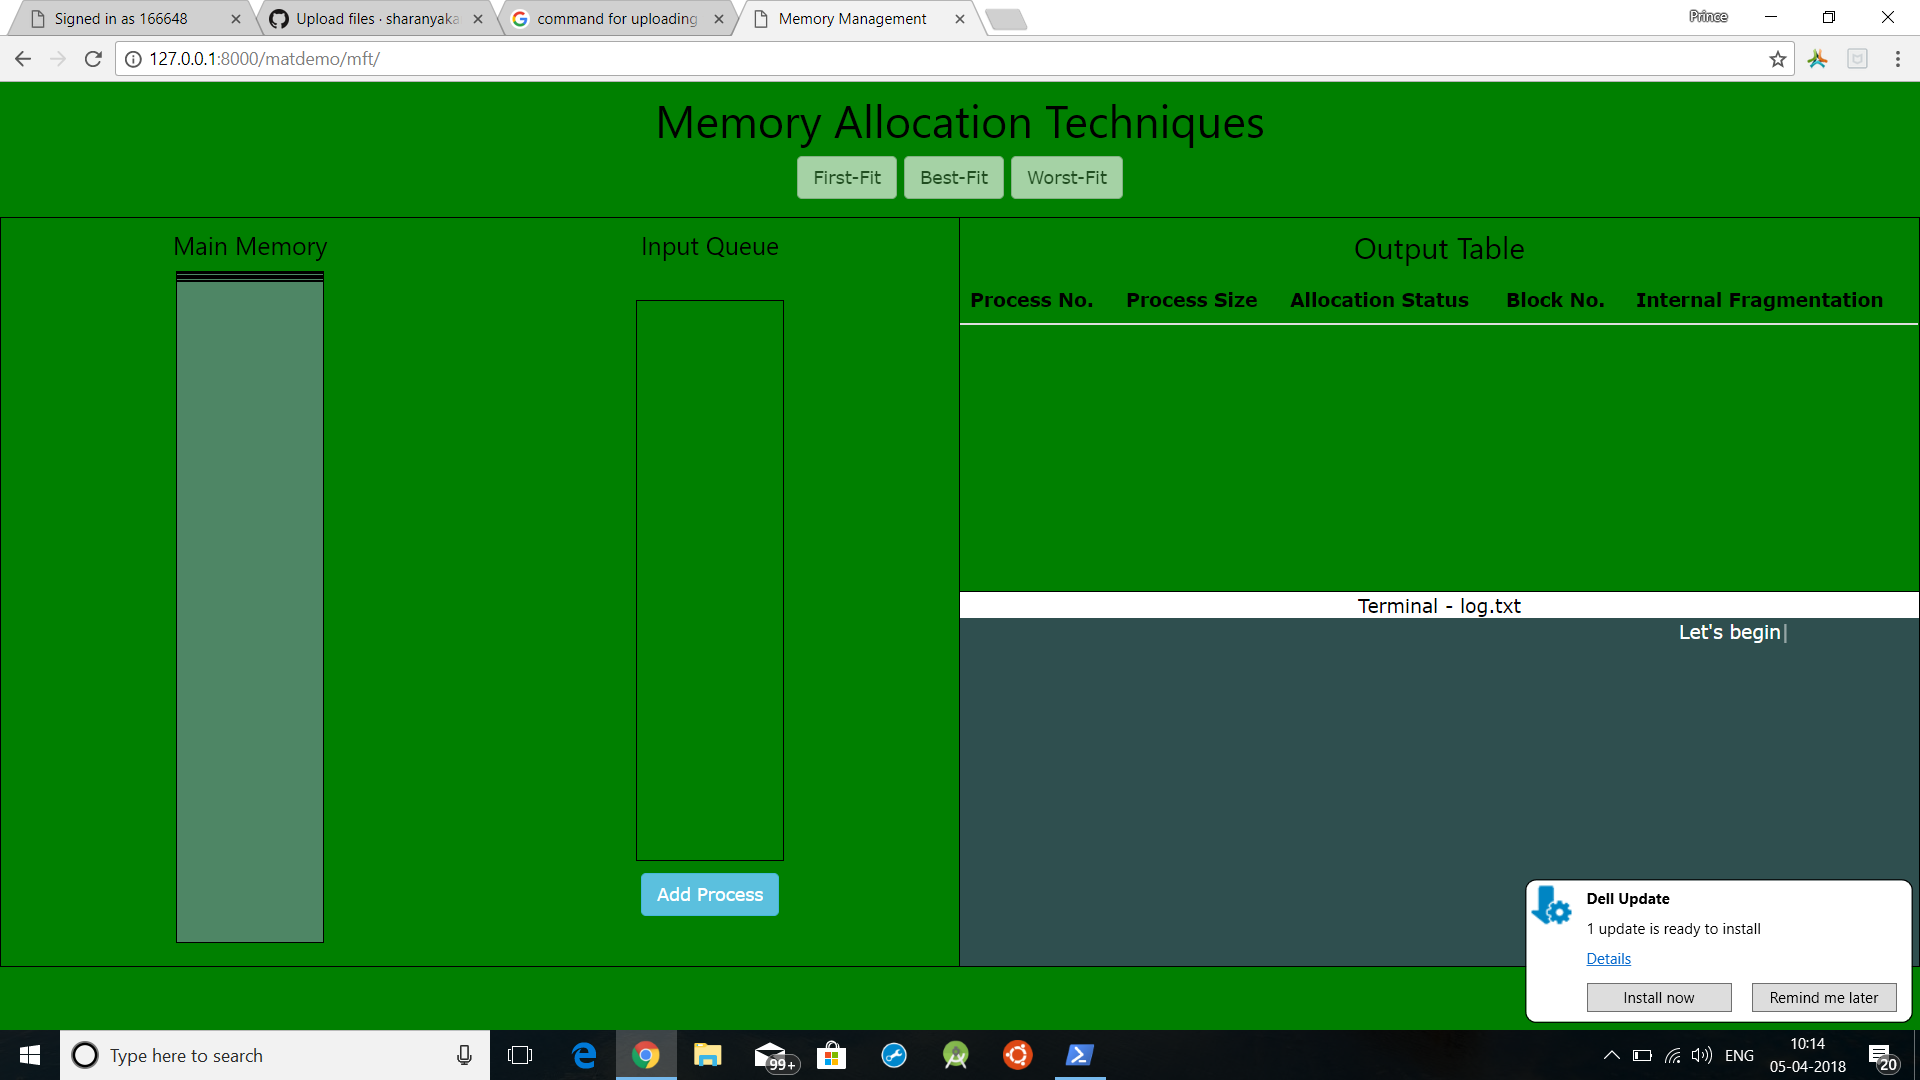 Signed in as 166648
Upload files · sharanyaka
command for uploading
Memory Management
Prince
127.0.0.1:8000/matdemo/mft/
Memory Allocation Techniques
First-Fit Best-Fit Worst-Fit
Main Memory
Input Queue
Add Process
Output Table
Process No. Process Size Allocation Status Block No. Internal Fragmentation
Terminal - log.txt
Let's begin|
Dell Update
1 update is ready to install
Details
Install now Remind me later
Type here to search
99+
ENG
10:14
05-04-2018
20